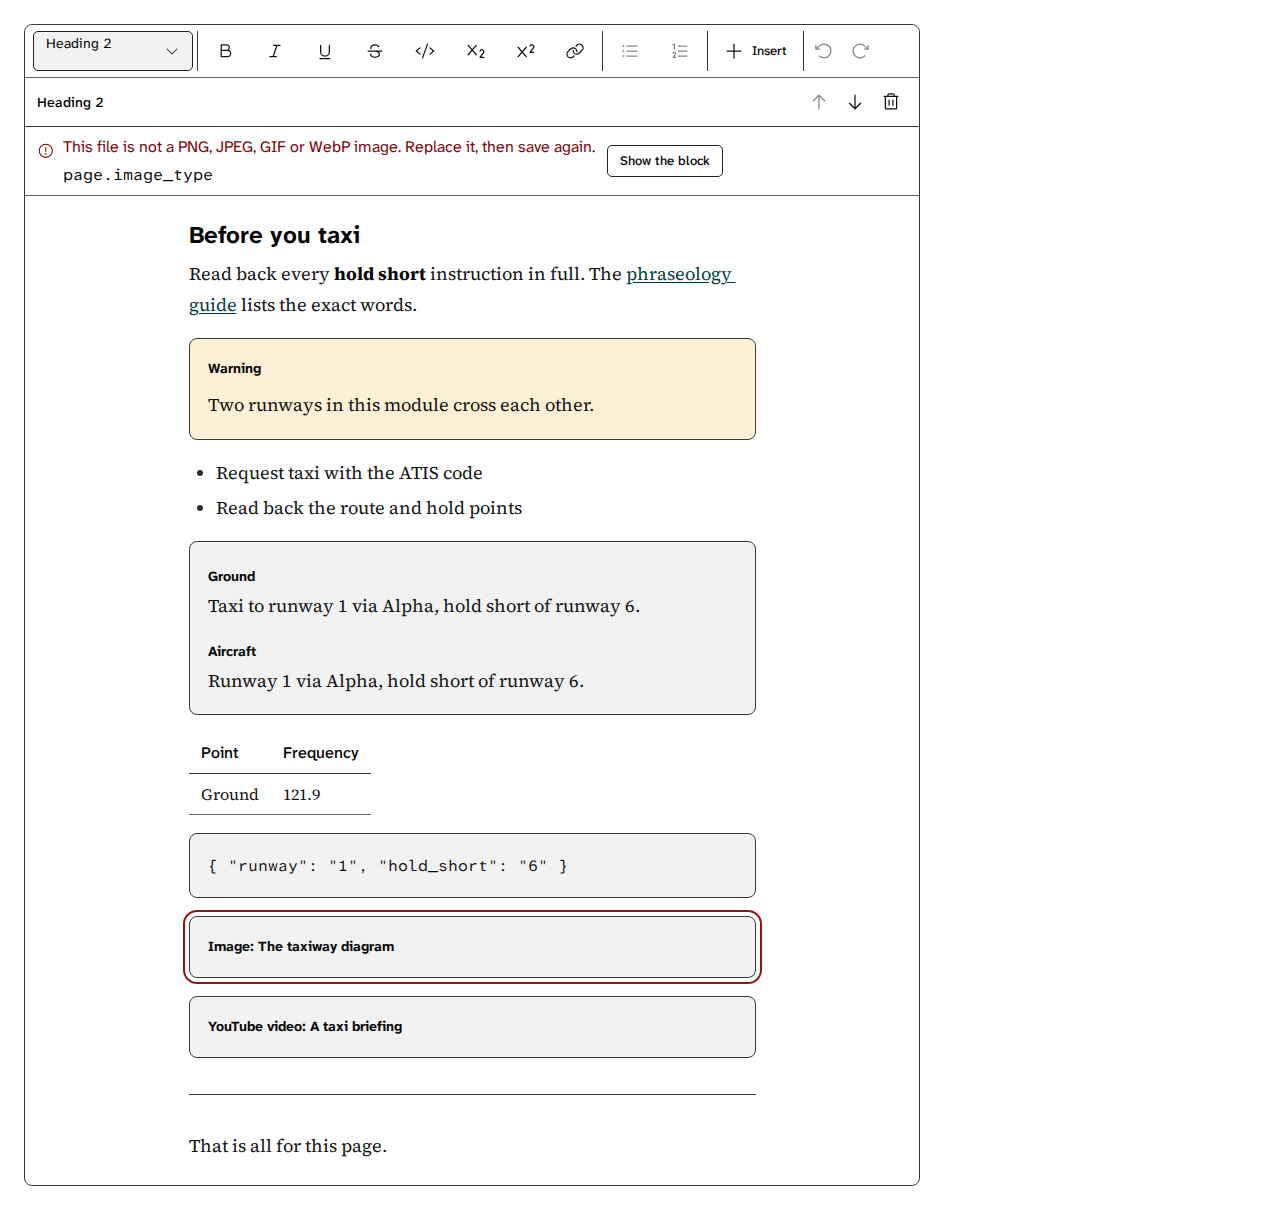 Heading 2
Insert
Heading 2
This file is not a PNG, JPEG, GIF or WebP image. Replace it, then save again.
page.image_type
Show the block
Before you taxi
Read back every hold short instruction in full. The phraseology
guide lists the exact words.
Warning
Two runways in this module cross each other.
Request taxi with the ATIS code
Read back the route and hold points
Ground
Taxi to runway 1 via Alpha, hold short of runway 6.
Aircraft
Runway 1 via Alpha, hold short of runway 6.
Point Frequency
Ground 121.9
{ "runway": "1", "hold_short": "6" }
Image: The taxiway diagram
YouTube video: A taxi briefing
That is all for this page.